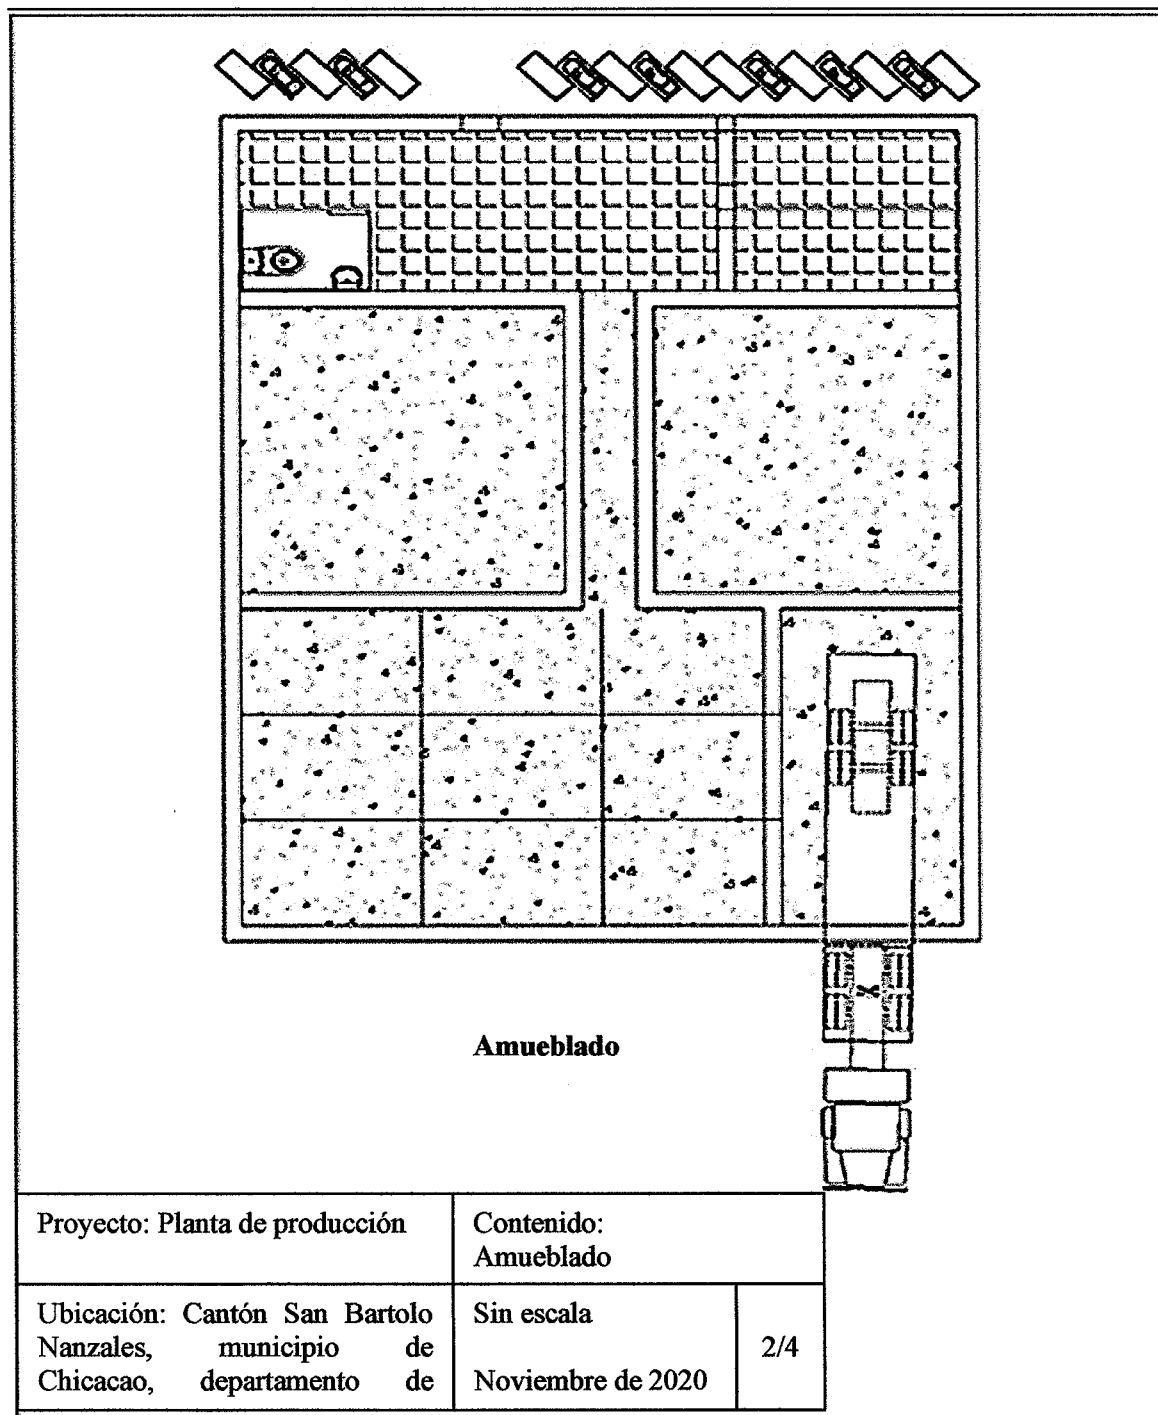 Amueblado
Proyecto: Planta de producción
Contenido:
Amueblado
Ubicación: Cantón San Bartolo
Nanzales, municipio de
Chicacao, departamento de
Sin escala
Noviembre de 2020
2/4